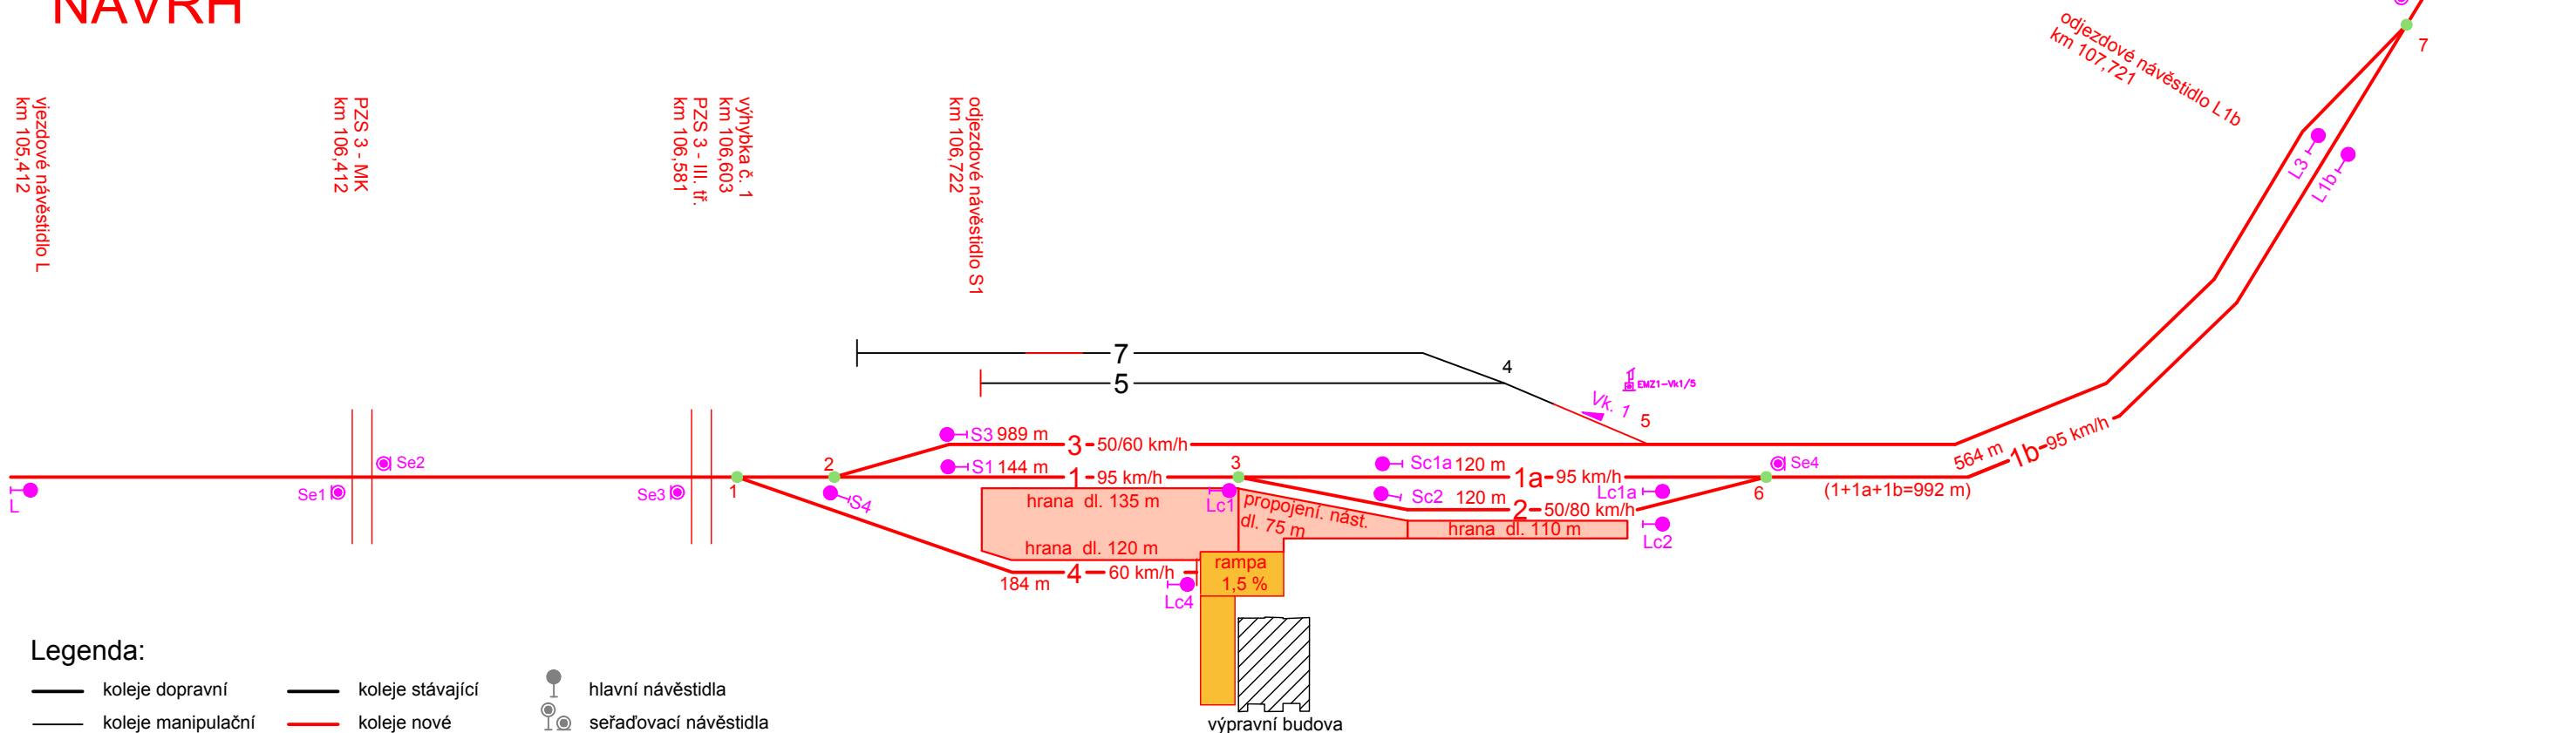 NÁVRH
odjezdové návěstidlo L1b
km 107,721
7
vjezdové návěstidlo L
km 105,412
PZS 3 - MK
km 106,412
výhybka č. 1
km 106,603
PZS 3 - III. tř.
km 106,581
odjezdové návěstidlo S1
km 106,722
L3
L1b
7
4
5
EMZ1-Vk1/5
Vk. 1
5
S3 989 m
3
50/60 km/h
Se2
2
S1 144 m
1
95 km/h
3
Sc1a 120 m
1a
95 km/h
Se4
564 m
1b
95 km/h
L
Se1
Se3
1
S4
hrana dl. 135 m
Lc1
propojení. nást.
dl. 75 m
Sc2 120 m
2
50/80 km/h
Lc1a
6
(1+1a+1b=992 m)
hrana dl. 110 m
Lc2
hrana dl. 120 m
184 m
4
60 km/h
Lc4
rampa
1,5 %
výpravní budova
Legenda:
koleje dopravní
koleje stávající
hlavní návěstidla
koleje manipulační
koleje nové
seřaďovací návěstidla